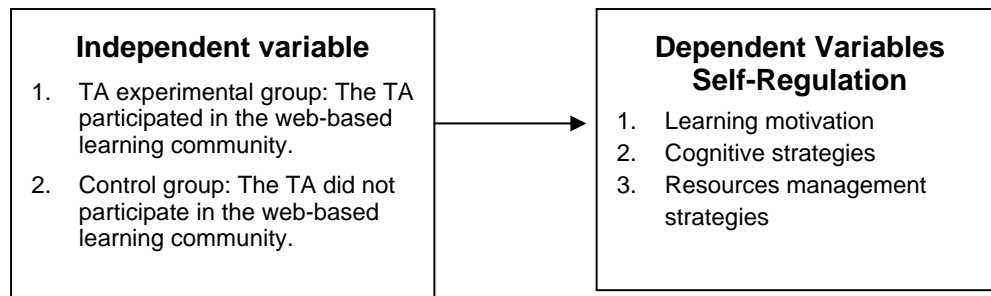 Independent variable
1. TA experimental group: The TA
participated in the web-based
learning community.
2. Control group: The TA did not
participate in the web-based
learning community.
Dependent Variables
Self-Regulation
1. Learning motivation
2. Cognitive strategies
3. Resources management
strategies